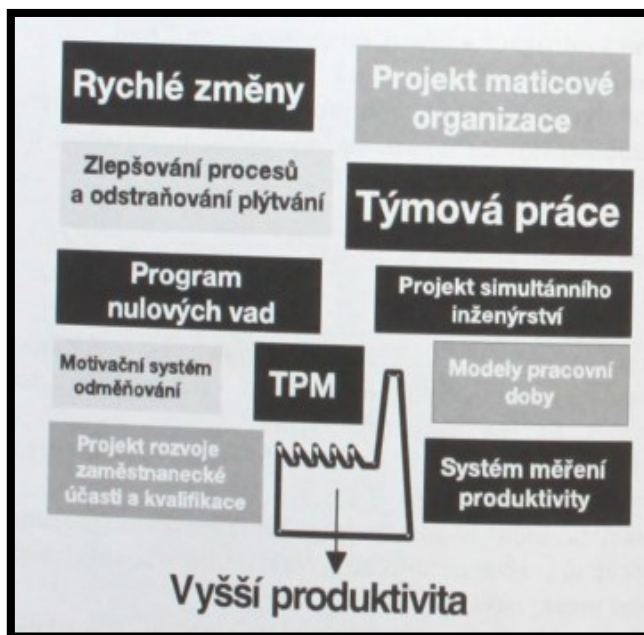 Rychlé změny
Projekt maticové
organizace
Zlepšování procesů
a odstraňování plýtvání
Týmová práce
Program
nulových vad
Projekt simultánního
inženýrství
Motivační systém
odměňování
TPM
Modely pracovní
doby
Projekt rozvoje
zaměstnanecké
účasti a kvalifikace
Systém měření
produktivity
Vyšší produktivita